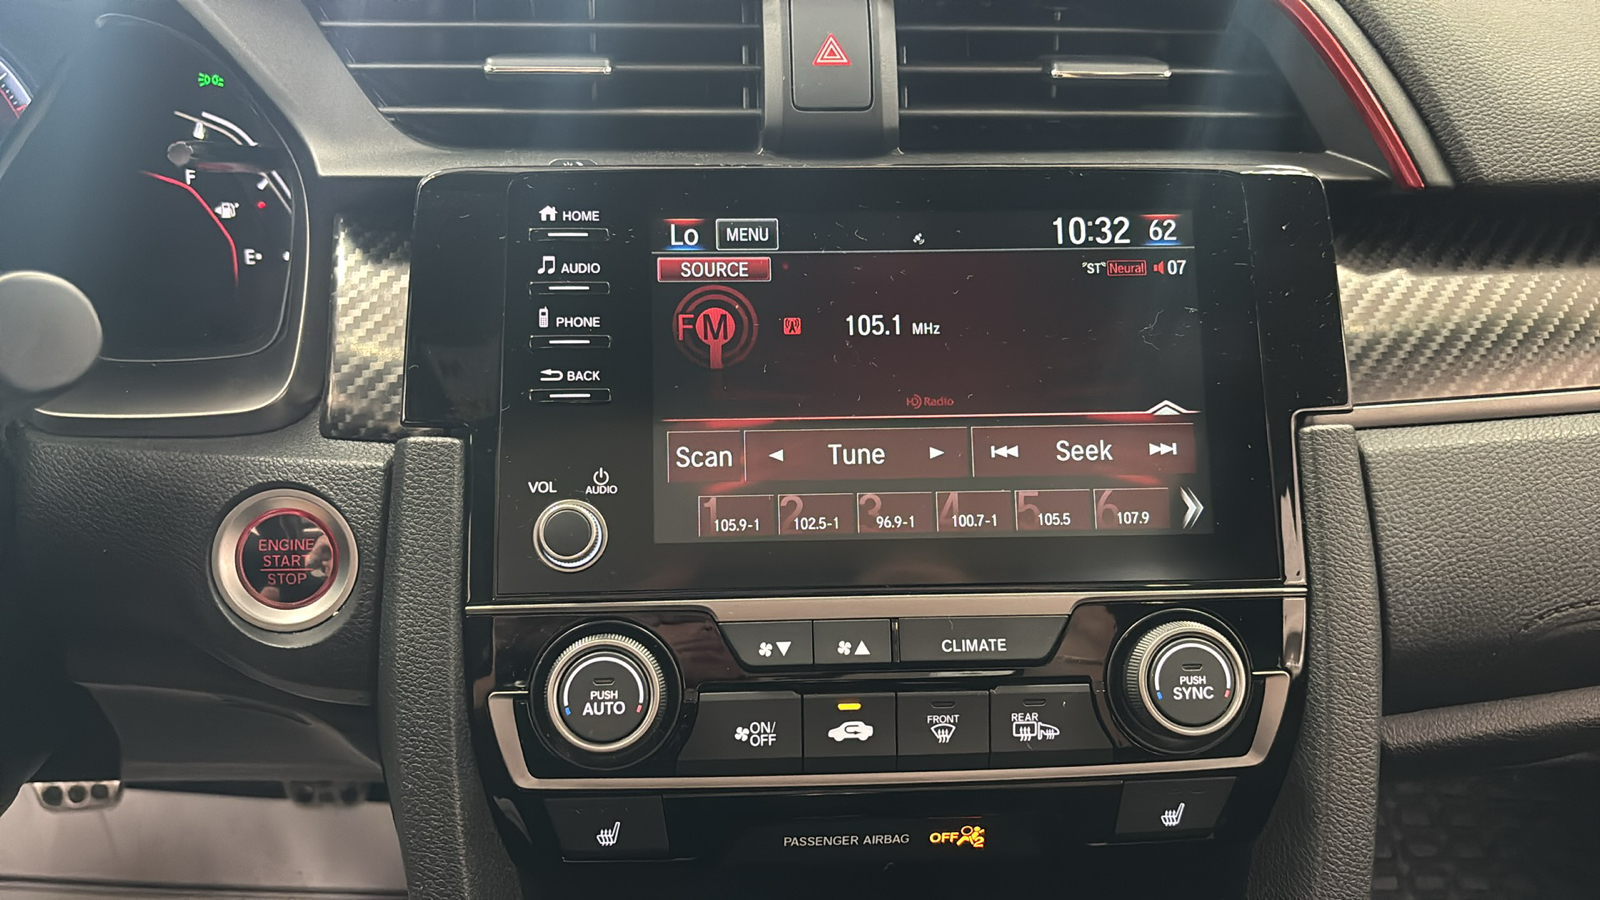 F
E
HOME
AUDIO
PHONE
BACK
VOL
AUDIO
Lo
MENU
10:32
62
SOURCE
"ST"
Neural
07
FM
105.1 MHz
HD Radio
Scan
Tune
Seek
1 105.9-1
2 102.5-1
3 96.9-1
4 100.7-1
5 105.5
6 107.9
ENGINE
START
STOP
CLIMATE
PUSH
AUTO
ON/
OFF
FRONT
REAR
PUSH
SYNC
PASSENGER AIRBAG
OFF
2